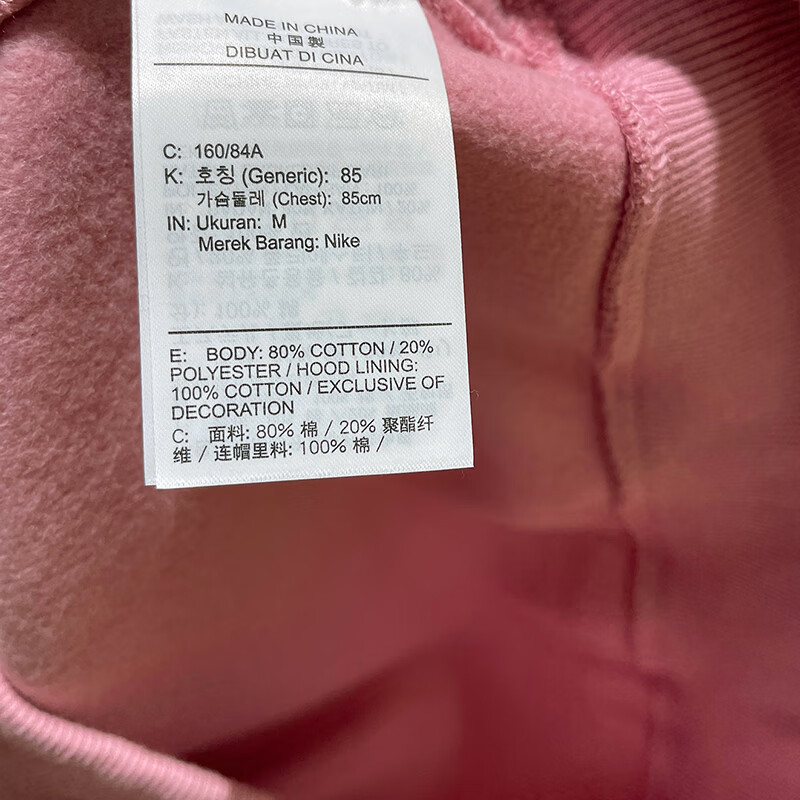 MADE IN CHINA
中国製
DIBUAT DI CINA
C: 160/84A
K: 호칭 (Generic): 85
가슴둘레 (Chest): 85cm
IN: Ukuran: M
Merek Barang: Nike
E: BODY: 80% COTTON / 20%
POLYESTER / HOOD LINING:
100% COTTON / EXCLUSIVE OF
DECORATION
C: 面料: 80% 棉 / 20% 聚酯纤
维 / 连帽里料: 100% 棉 /